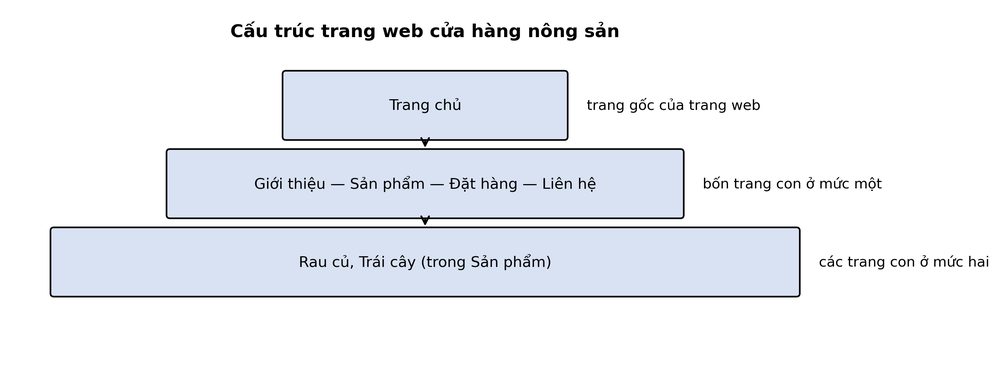 Cấu trúc trang web cửa hàng nông sản
Trang chủ
trang gốc của trang web
Giới thiệu — Sản phẩm — Đặt hàng — Liên hệ
bốn trang con ở mức một
Rau củ, Trái cây (trong Sản phẩm)
các trang con ở mức hai